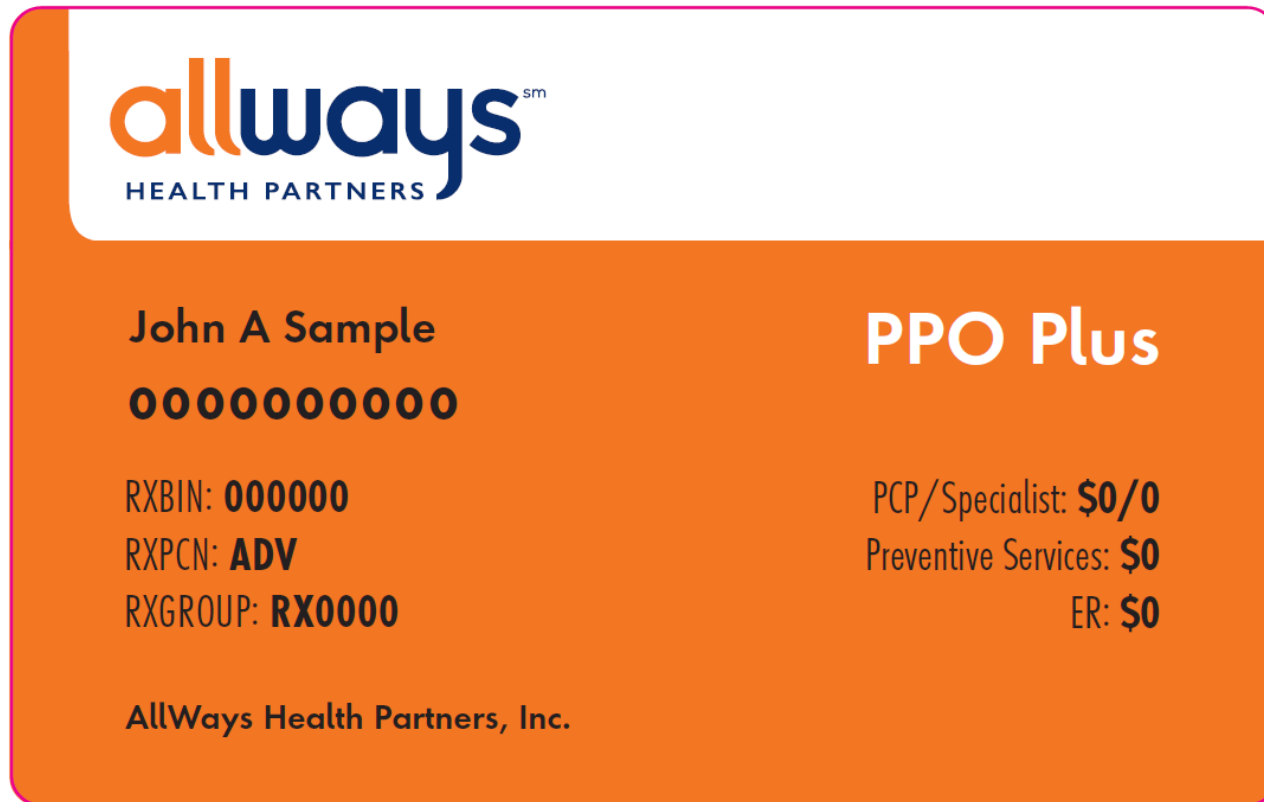 allways sm
HEALTH PARTNERS
John A Sample
PPO Plus
0000000000
RXBIN: 000000
RXPCN: ADV
RXGROUP: RX0000
PCP/Specialist: $0/0
Preventive Services: $0
ER: $0
AllWays Health Partners, Inc.